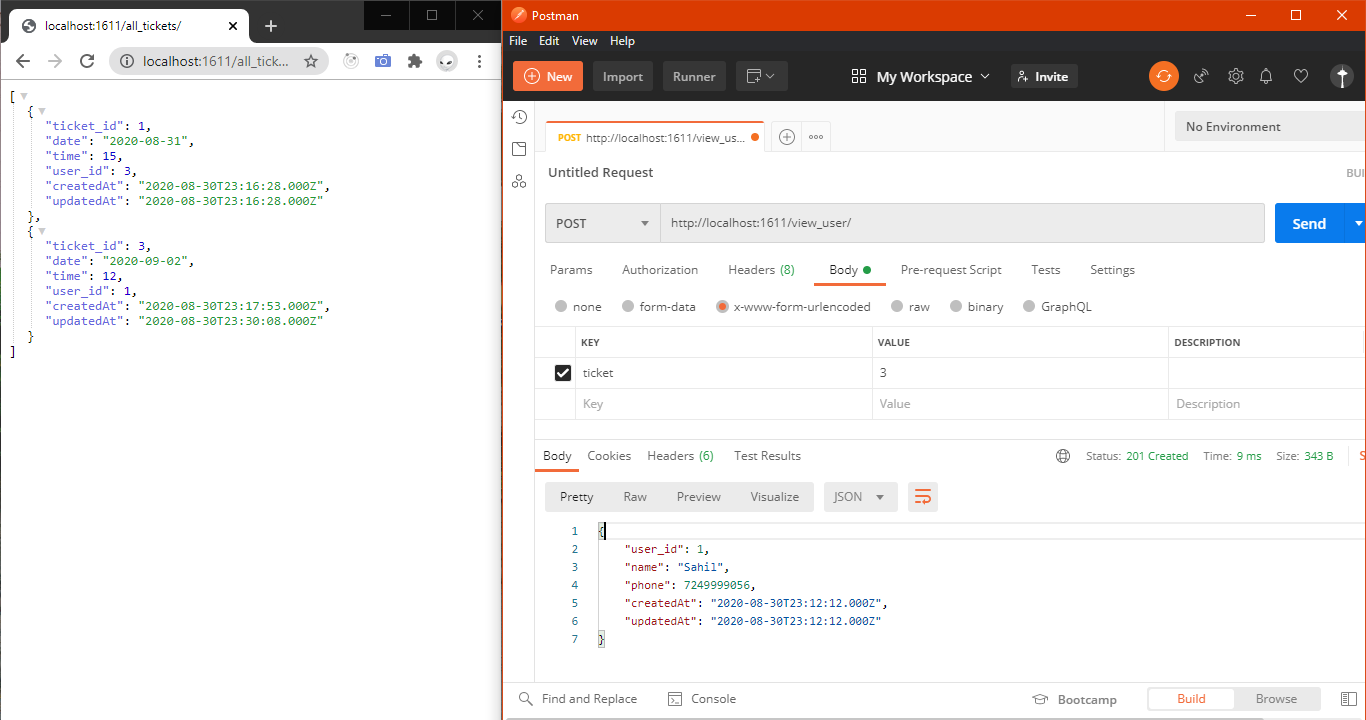 localhost:1611/all_tickets/
localhost:1611/all_tick...
[
{
"ticket_id": 1,
"date": "2020-08-31",
"time": 15,
"user_id": 3,
"createdAt": "2020-08-30T23:16:28.000Z",
"updatedAt": "2020-08-30T23:16:28.000Z"
},
{
"ticket_id": 3,
"date": "2020-09-02",
"time": 12,
"user_id": 1,
"createdAt": "2020-08-30T23:17:53.000Z",
"updatedAt": "2020-08-30T23:30:08.000Z"
}
]
Postman
File Edit View Help
New Import Runner My Workspace Invite
POST http://localhost:1611/view_us...
No Environment
Untitled Request
BUI
POST http://localhost:1611/view_user/ Send
Params Authorization Headers (8) Body Pre-request Script Tests Settings
none form-data x-www-form-urlencoded raw binary GraphQL
KEY VALUE DESCRIPTION
ticket 3
Key Value Description
Body Cookies Headers (6) Test Results Status: 201 Created Time: 9 ms Size: 343 B S
Pretty Raw Preview Visualize JSON
1 {
2 "user_id": 1,
3 "name": "Sahil",
4 "phone": 7249999056,
5 "createdAt": "2020-08-30T23:12:12.000Z",
6 "updatedAt": "2020-08-30T23:12:12.000Z"
7 }
Find and Replace Console Bootcamp Build Browse